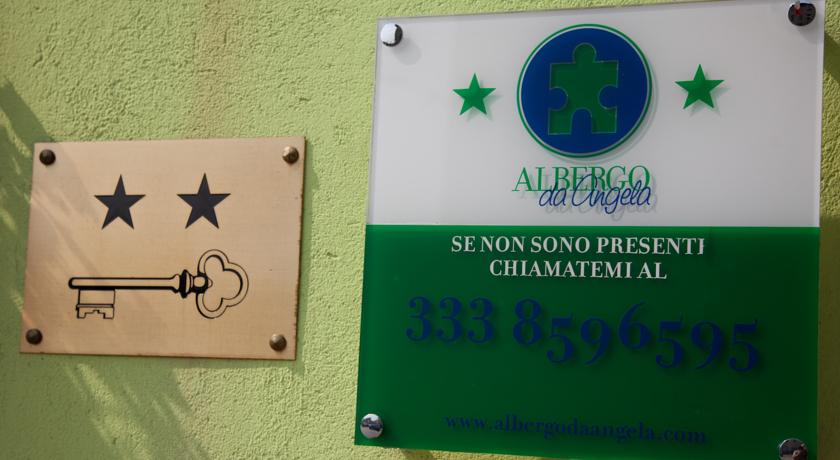 ALBERGO
da Angela
SE NON SONO PRESENTI
CHIAMATEMI AL
333 8596595
www.albergodaangela.com